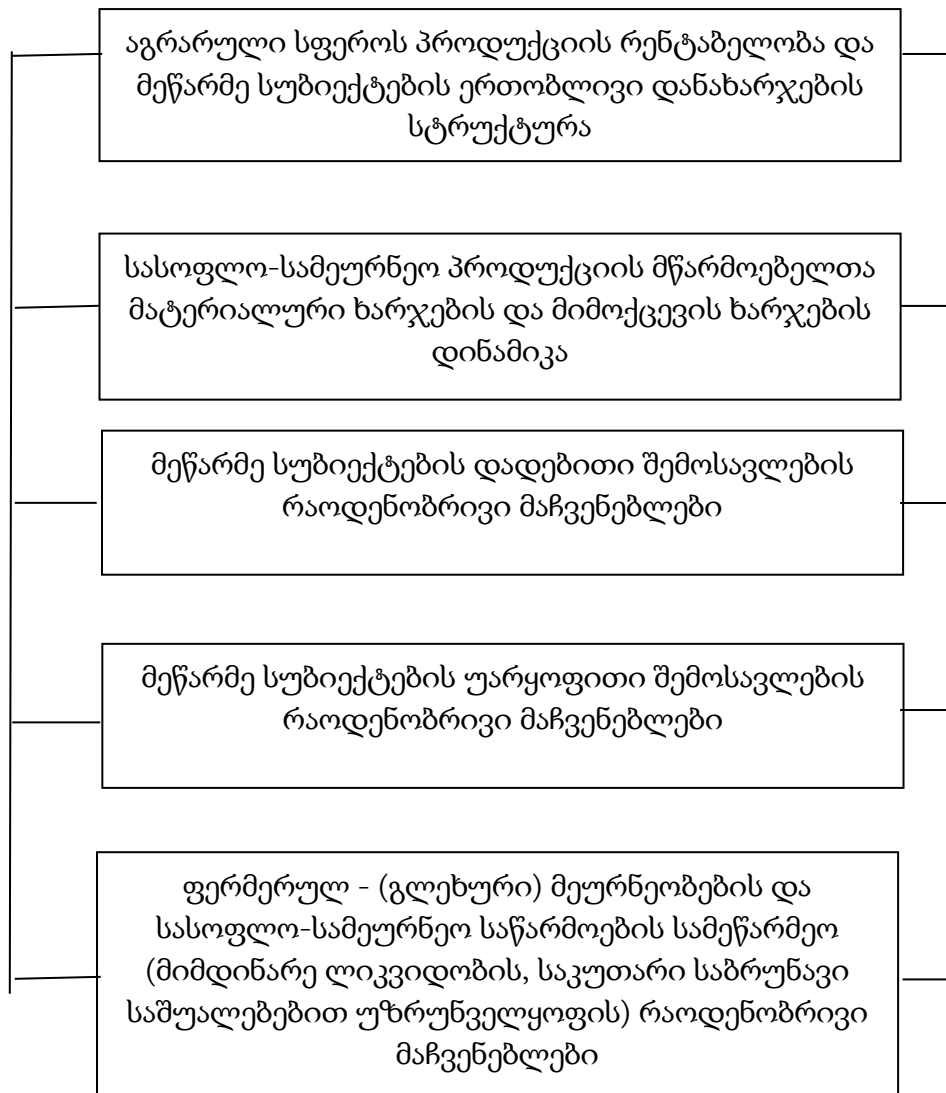 აგრარული სფეროს პროდუქციის რენტაბელობა და
მეწარმე სუბიექტების ერთობლივი დანახარჯების
სტრუქტურა
სასოფლო-სამეურნეო პროდუქციის მწარმოებელთა
მატერიალური ხარჯების და მიმოქცევის ხარჯების
დინამიკა
მეწარმე სუბიექტების დადებითი შემოსავლების
რაოდენობრივი მაჩვენებლები
მეწარმე სუბიექტების უარყოფითი შემოსავლების
რაოდენობრივი მაჩვენებლები
ფერმერულ - (გლეხური) მეურნეობების და
სასოფლო-სამეურნეო საწარმოების სამეწარმეო
(მიმდინარე ლიკვიდობის, საკუთარი საბრუნავი
საშუალებებით უზრუნველყოფის) რაოდენობრივი
მაჩვენებლები